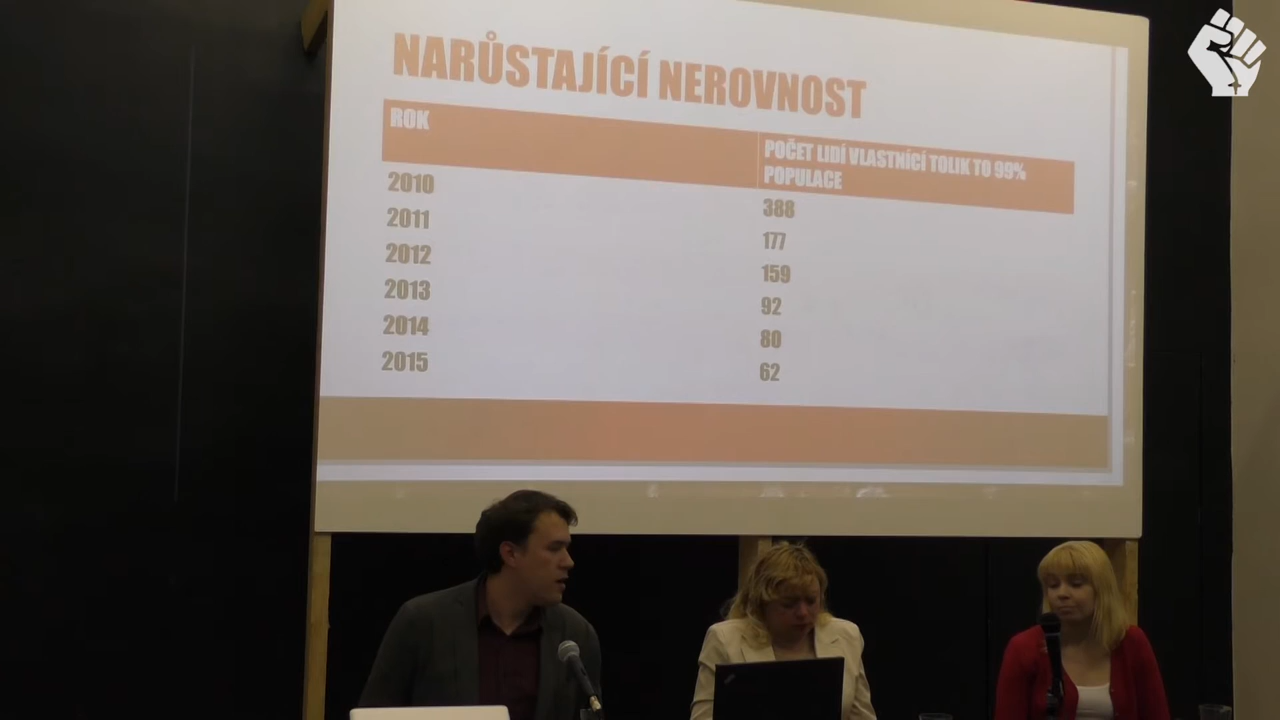 NARŮSTAJÍCÍ NEROVNOST
ROK
POČET LIDÍ VLASTNÍCÍ TOLIK TO 99%
POPULACE
2010 388
2011 177
2012 159
2013 92
2014 80
2015 62